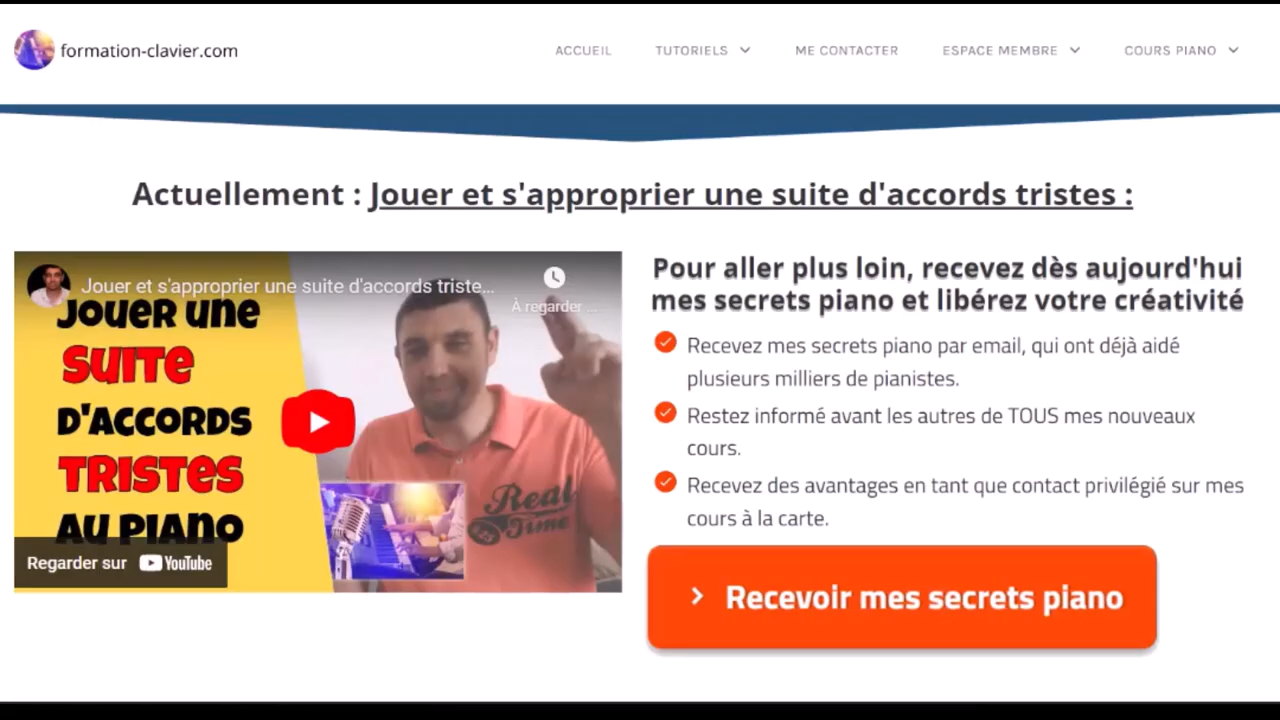 formation-clavier.com
ACCUEIL
TUTORIELS
ME CONTACTER
ESPACE MEMBRE
COURS PIANO
Actuellement : Jouer et s'approprier une suite d'accords tristes :
Jouer et s'approprier une suite d'accords triste...
À regarder ...
JOUER UNE
SUITE
D'ACCORDS
TRISTES
AU PIANO
Real
Time
Regarder sur YouTube
Pour aller plus loin, recevez dès aujourd'hui
mes secrets piano et libérez votre créativité
Recevez mes secrets piano par email, qui ont déjà aidé
plusieurs milliers de pianistes.
Restez informé avant les autres de TOUS mes nouveaux
cours.
Recevez des avantages en tant que contact privilégié sur mes
cours à la carte.
Recevoir mes secrets piano